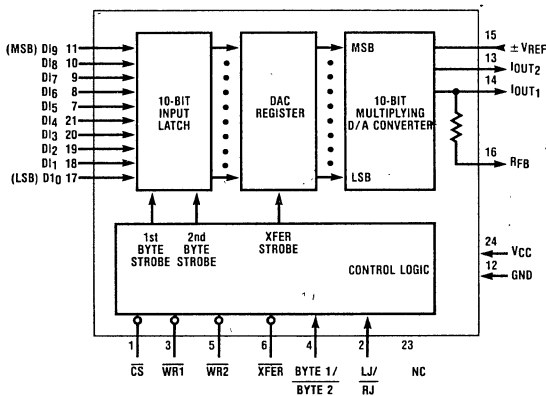 15
(MSB) DI9 11
DI8 10
DI7 9
DI6 8
DI5 7
DI4 21
DI3 20
DI2 19
DI1 18
(LSB) D10 17
10-BIT
INPUT
LATCH
DAC
REGISTER
MSB
10-BIT
MULTIPLYING
D/A CONVERTER
LSB
± VREF
13
IOUT2
14
IOUT1
16
RFB
24
VCC
12
GND
1st
BYTE
STROBE
2nd
BYTE
STROBE
XFER
STROBE
CONTROL LOGIC
1
3
5
6
4
2
23
CS
WR1
WR2
XFER
BYTE 1/
BYTE 2
LJ/
RJ
NC